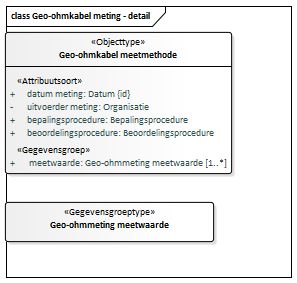 class Geo-ohmkabel meting - detail
«Objecttype»
Geo-ohmkabel meetmethode
«Attribuutsoort»
+ datum meting: Datum {id}
- uitvoerder meting: Organisatie
+ bepalingsprocedure: Bepalingsprocedure
+ beoordelingsprocedure: Beoordelingsprocedure
«Gegevensgroep»
+ meetwaarde: Geo-ohmmeting meetwaarde [1..*]
«Gegevensgroeptype»
Geo-ohmmeting meetwaarde